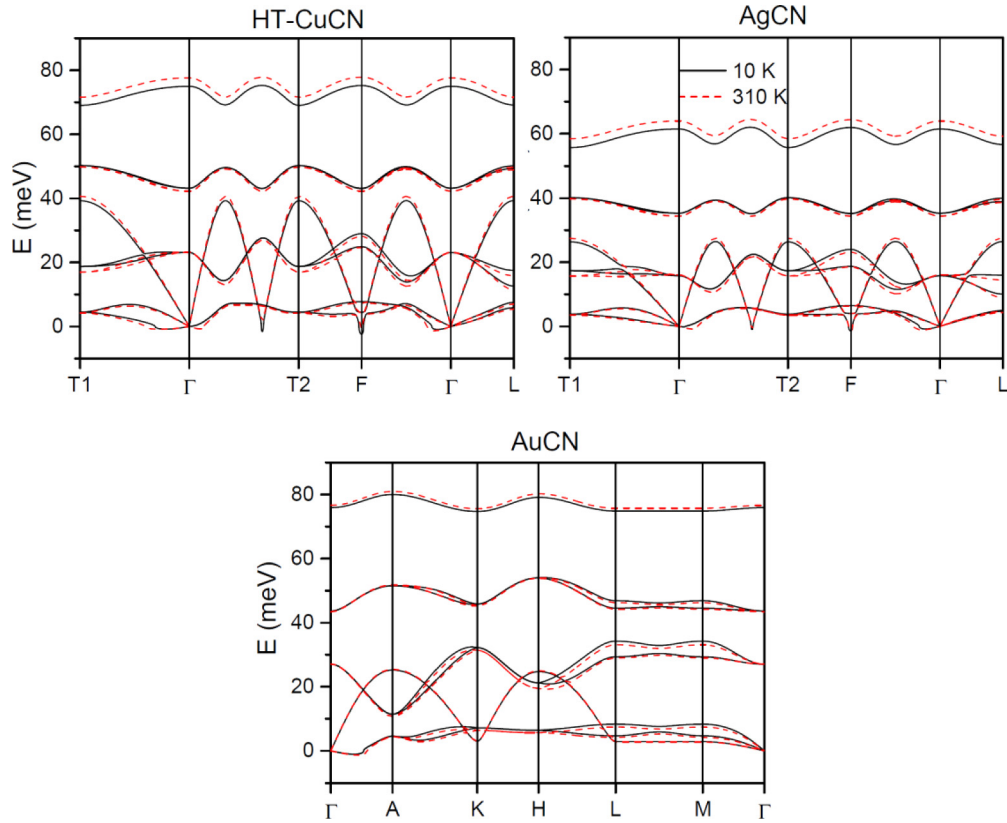 HT-CuCN
AgCN
E (meV)
80
60
40
20
0
T1 Γ T2 F Γ L
80
60
40
20
0
10 K
310 K
T1 Γ T2 F Γ L
AuCN
E (meV)
80
60
40
20
0
Γ A K H L M Γ